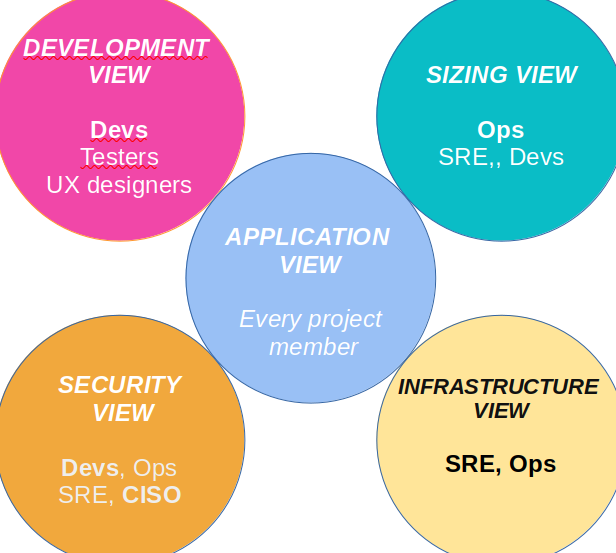 DEVELOPMENT
VIEW
Devs
Testers
UX designers
SIZING VIEW
Ops
SRE,, Devs
APPLICATION
VIEW
Every project
member
SECURITY
VIEW
Devs, Ops
SRE, CISO
INFRASTRUCTURE
VIEW
SRE, Ops